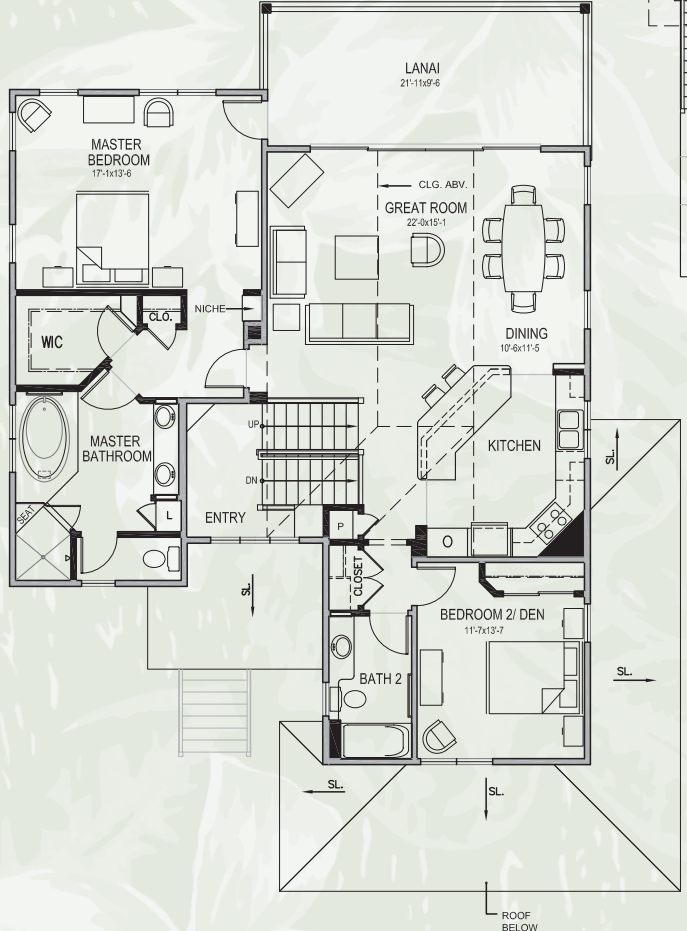 LANAI
21'-11x9'-6
MASTER
BEDROOM
17'-1x13'-6
CLG. ABV.
GREAT ROOM
22'-0x15'-1
NICHE
CLO.
WIC
DINING
10'-6x11'-5
UP
MASTER
BATHROOM
KITCHEN
SL.
DN
SEAT
L
ENTRY
P
O
CLOSET
SL.
BEDROOM 2/ DEN
11'-7x13'-7
BATH 2
SL.
SL.
SL.
ROOF
BELOW